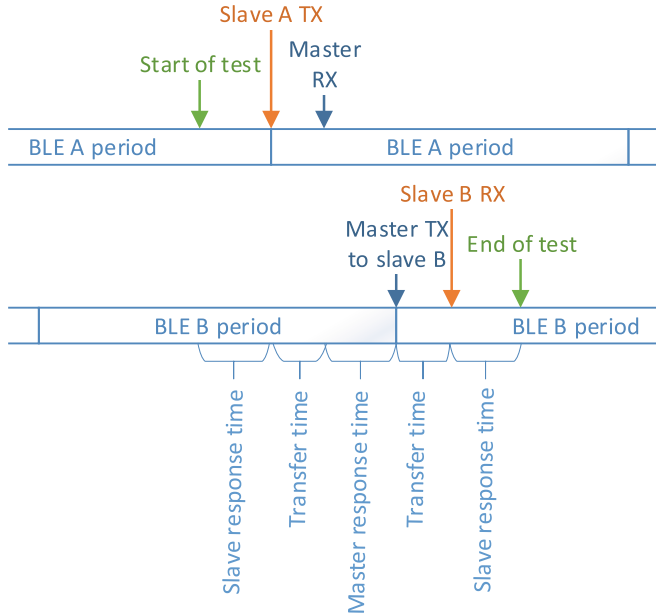 Slave A TX
Start of test
Master
RX
BLE A period
BLE A period
Slave B RX
Master TX
to slave B
End of test
BLE B period
BLE B period
Slave response time
Transfer time
Master response time
Transfer time
Slave response time